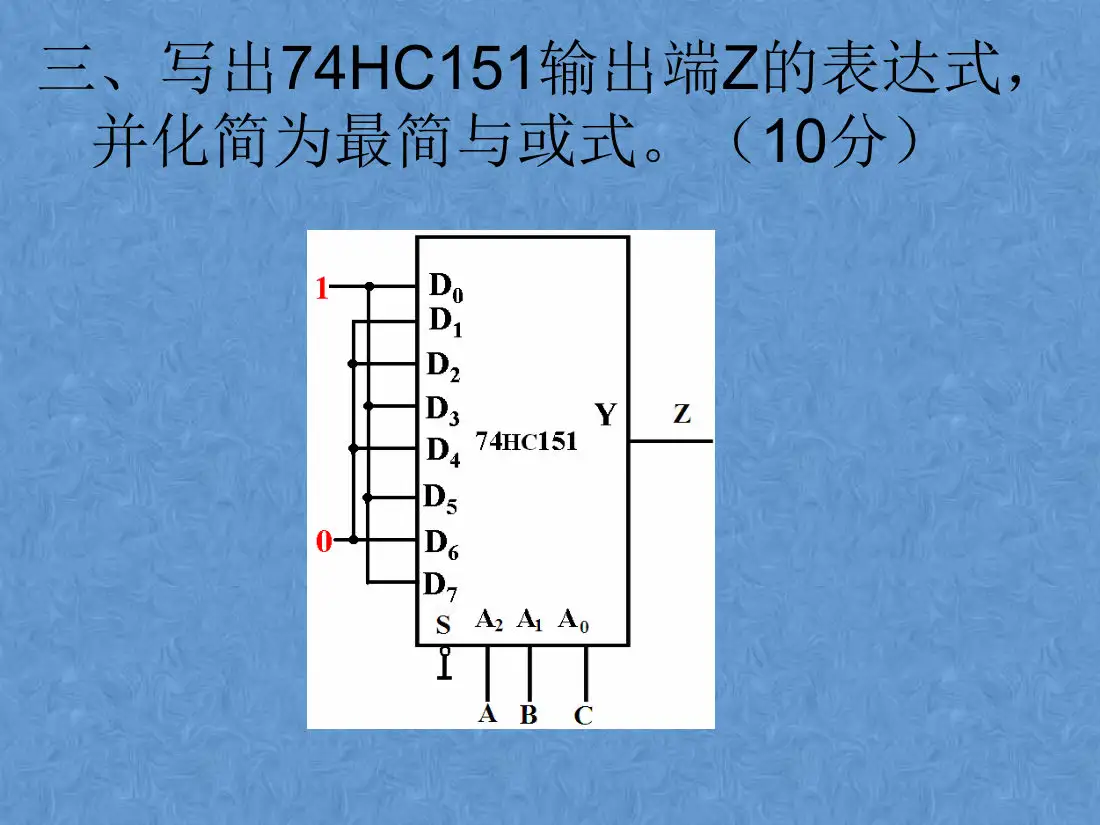 三、写出74HC151输出端Z的表达式，
并化简为最简与或式。（10分）
1
D0
D1
D2
D3
D4
D5
D6
D7
0
74HC151
Y
Z
S
A2 A1 A0
A B C